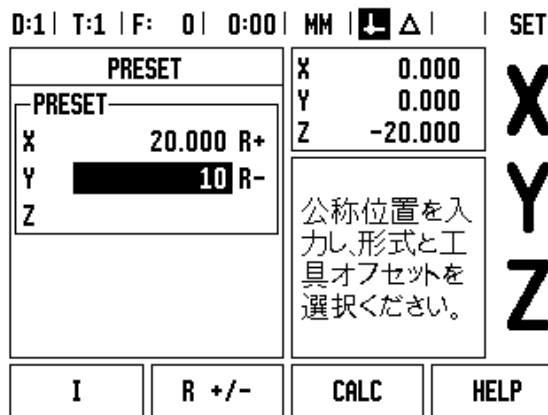 D:1 | T:1 | F: 0 | 0:00 | MM | Δ | | SET
PRESET
PRESET
X 20.000 R+
Y 10 R-
Z
X 0.000
Y 0.000
Z -20.000
公称位置を入
力し、形式と工
具オフセットを
選択ください。
X
Y
Z
I
R +/-
CALC
HELP